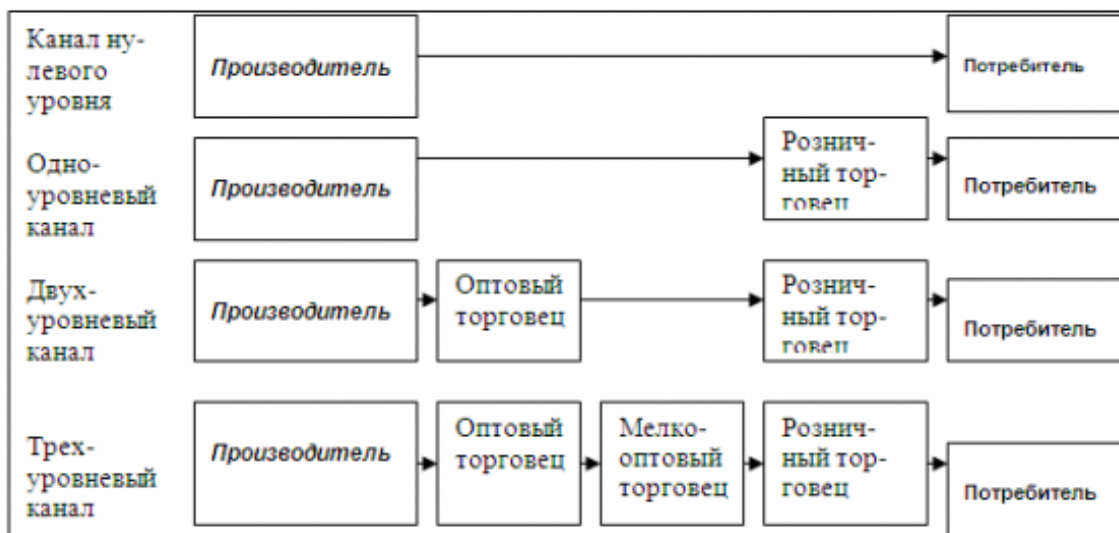 Канал ну-
левого
уровня
Производитель
Потребитель
Одно-
уровневый
канал
Производитель
Рознич-
ный тор-
говец
Потребитель
Двух-
уровневый
канал
Производитель
Оптовый
торговец
Рознич-
ный тор-
говец
Потребитель
Трех-
уровневый
канал
Производитель
Оптовый
торговец
Мелко-
оптовый
торговец
Рознич-
ный тор-
говец
Потребитель